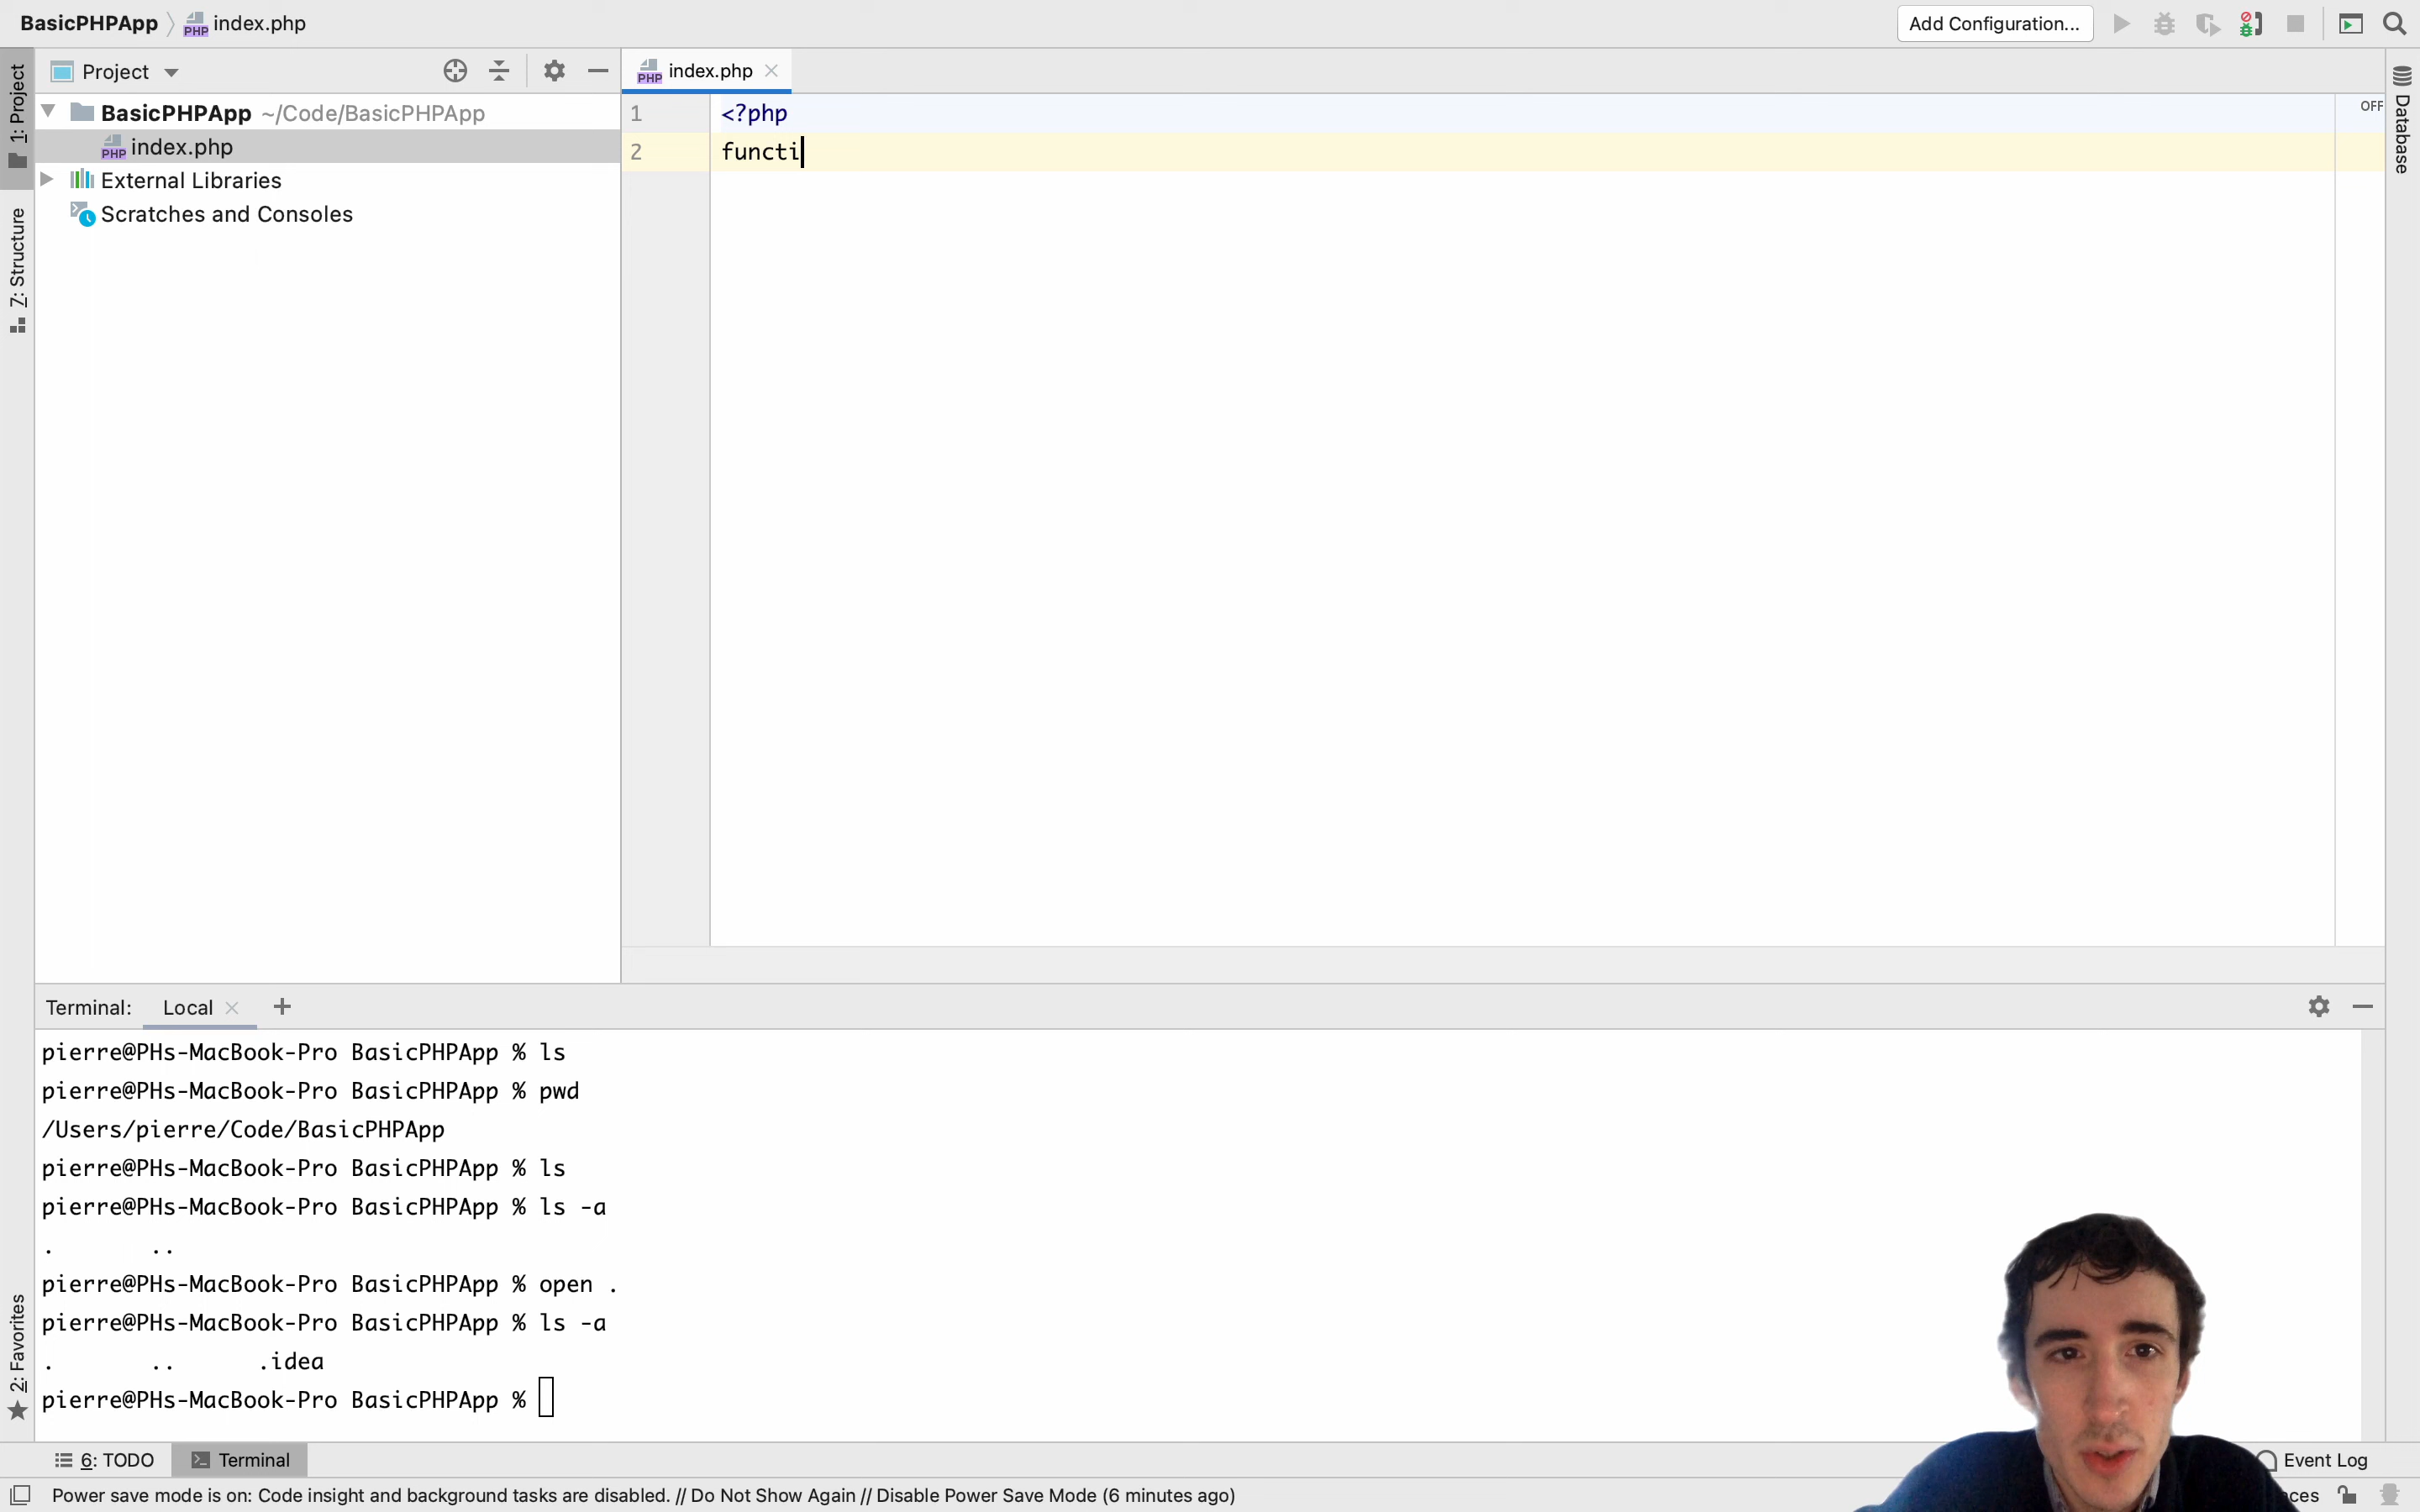 BasicPHPApp index.php
Add Configuration...
Project
index.php
1: Project
7: Structure
2: Favorites
Database
BasicPHPApp ~/Code/BasicPHPApp
index.php
External Libraries
Scratches and Consoles
1 <?php
2 functi
OFF
Terminal: Local
pierre@PHs-MacBook-Pro BasicPHPApp % ls
pierre@PHs-MacBook-Pro BasicPHPApp % pwd
/Users/pierre/Code/BasicPHPApp
pierre@PHs-MacBook-Pro BasicPHPApp % ls
pierre@PHs-MacBook-Pro BasicPHPApp % ls -a
. ..
pierre@PHs-MacBook-Pro BasicPHPApp % open .
pierre@PHs-MacBook-Pro BasicPHPApp % ls -a
. .. .idea
pierre@PHs-MacBook-Pro BasicPHPApp %
6: TODO Terminal
Event Log
Power save mode is on: Code insight and background tasks are disabled. // Do Not Show Again // Disable Power Save Mode (6 minutes ago)